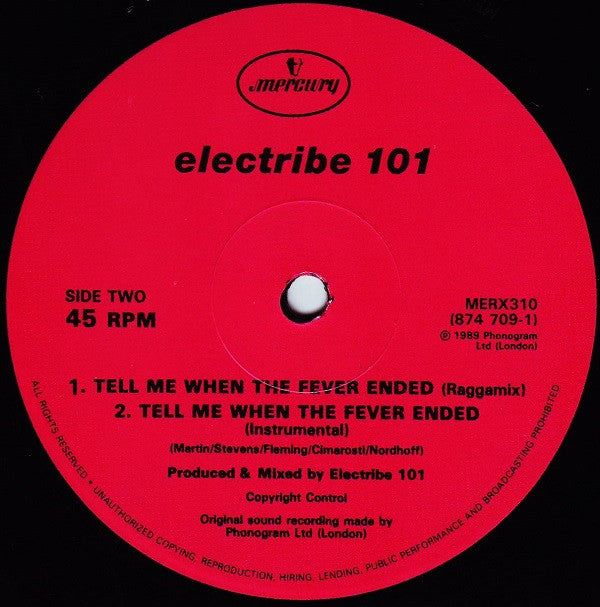 mercury
electribe 101
SIDE TWO
45 RPM
MERX310
(874 709-1)
℗ 1989 Phonogram
Ltd (London)
1. TELL ME WHEN THE FEVER ENDED (Raggamix)
2. TELL ME WHEN THE FEVER ENDED
(Instrumental)
(Martin/Stevens/Fleming/Cimarosti/Nordhoff)
Produced & Mixed by Electribe 101
Copyright Control
Original sound recording made by
Phonogram Ltd (London)
ALL RIGHTS RESERVED • UNAUTHORIZED COPYING, REPRODUCTION, HIRING, LENDING, PUBLIC PERFORMANCE AND BROADCASTING PROHIBITED